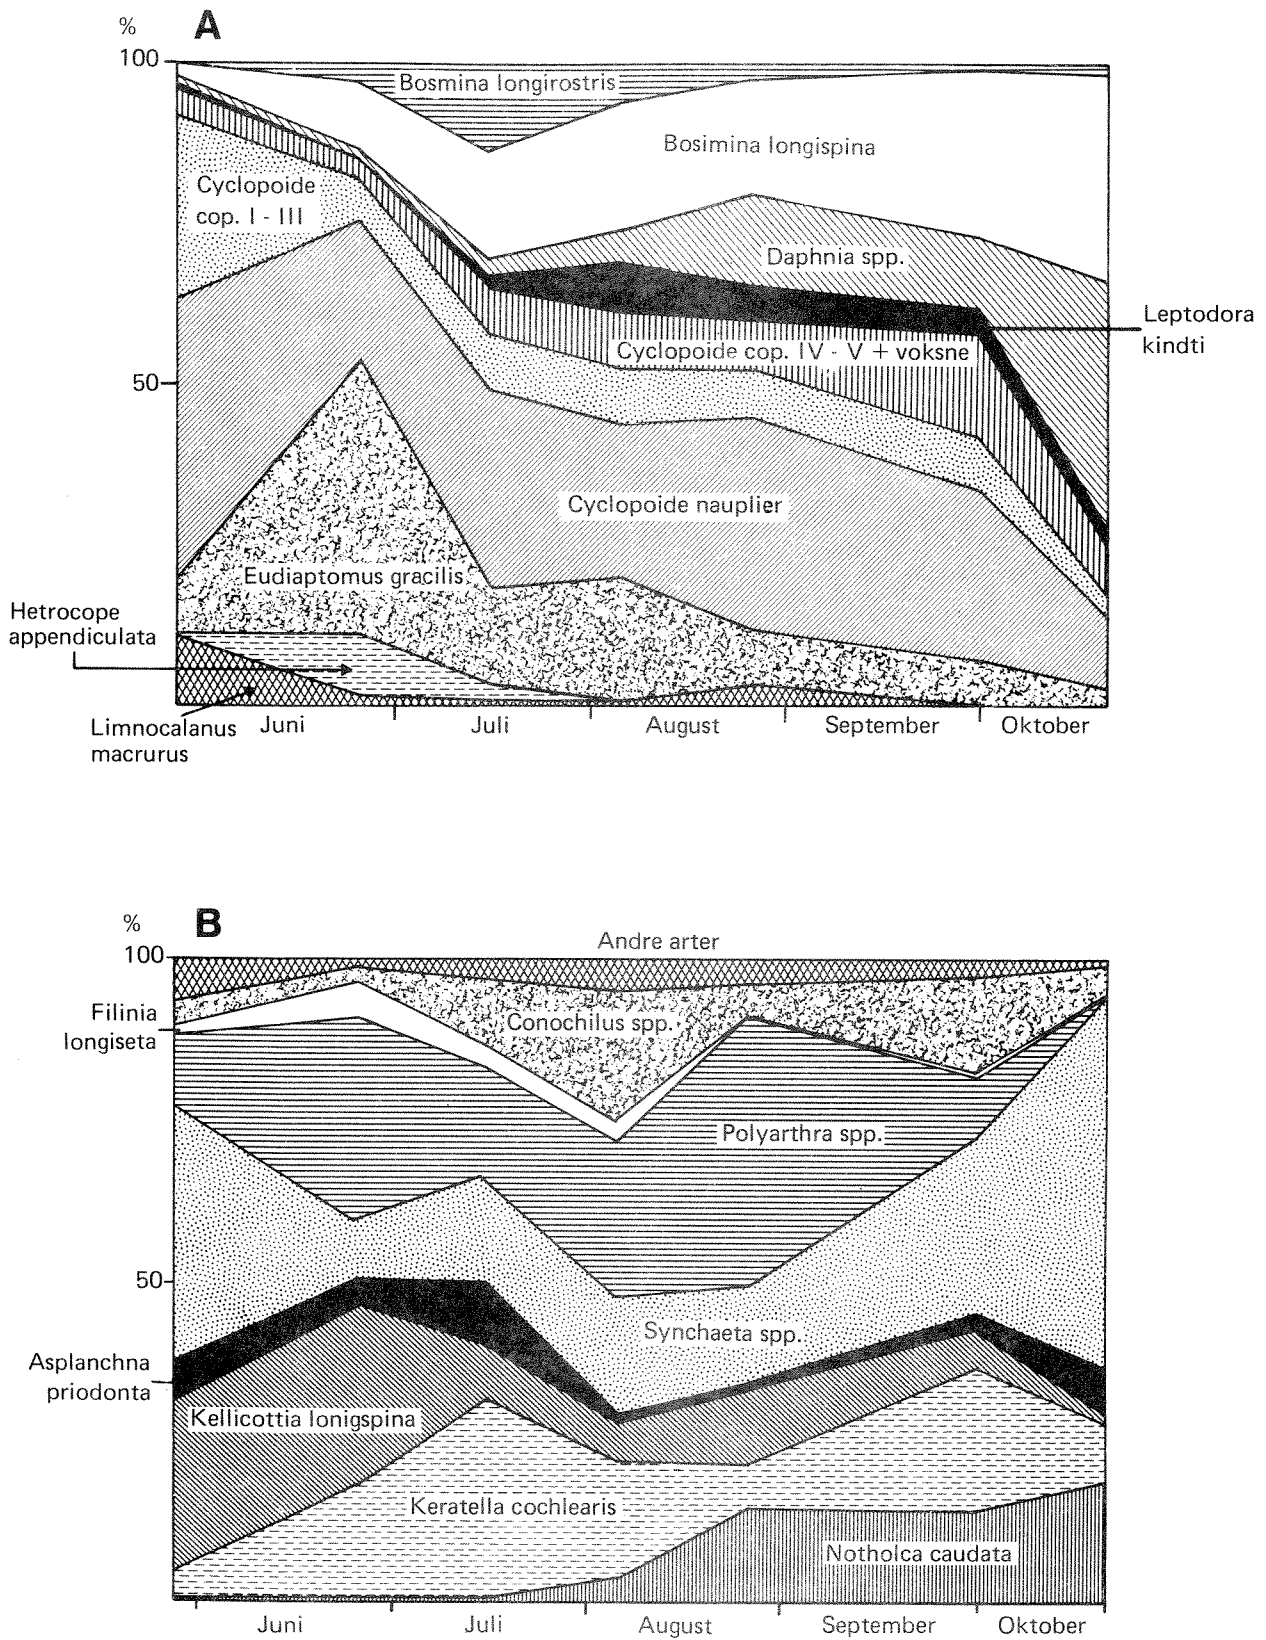 % A
100
Bosmina longirostris
Bosimina longispina
Cyclopoide
cop. I - III
Daphnia spp.
Leptodora
kindti
Cyclopoide cop. IV - V + voksne
50
Cyclopoide nauplier
Eudiaptomus gracilis
Hetrocope
appendiculata
Limnocalanus
macrurus
Juni Juli August September Oktober
% B
Andre arter
100
Filinia
longiseta
Conochilus spp.
Polyarthra spp.
50
Synchaeta spp.
Asplanchna
priodonta
Kellicottia lonigspina
Keratella cochlearis
Notholca caudata
Juni Juli August September Oktober